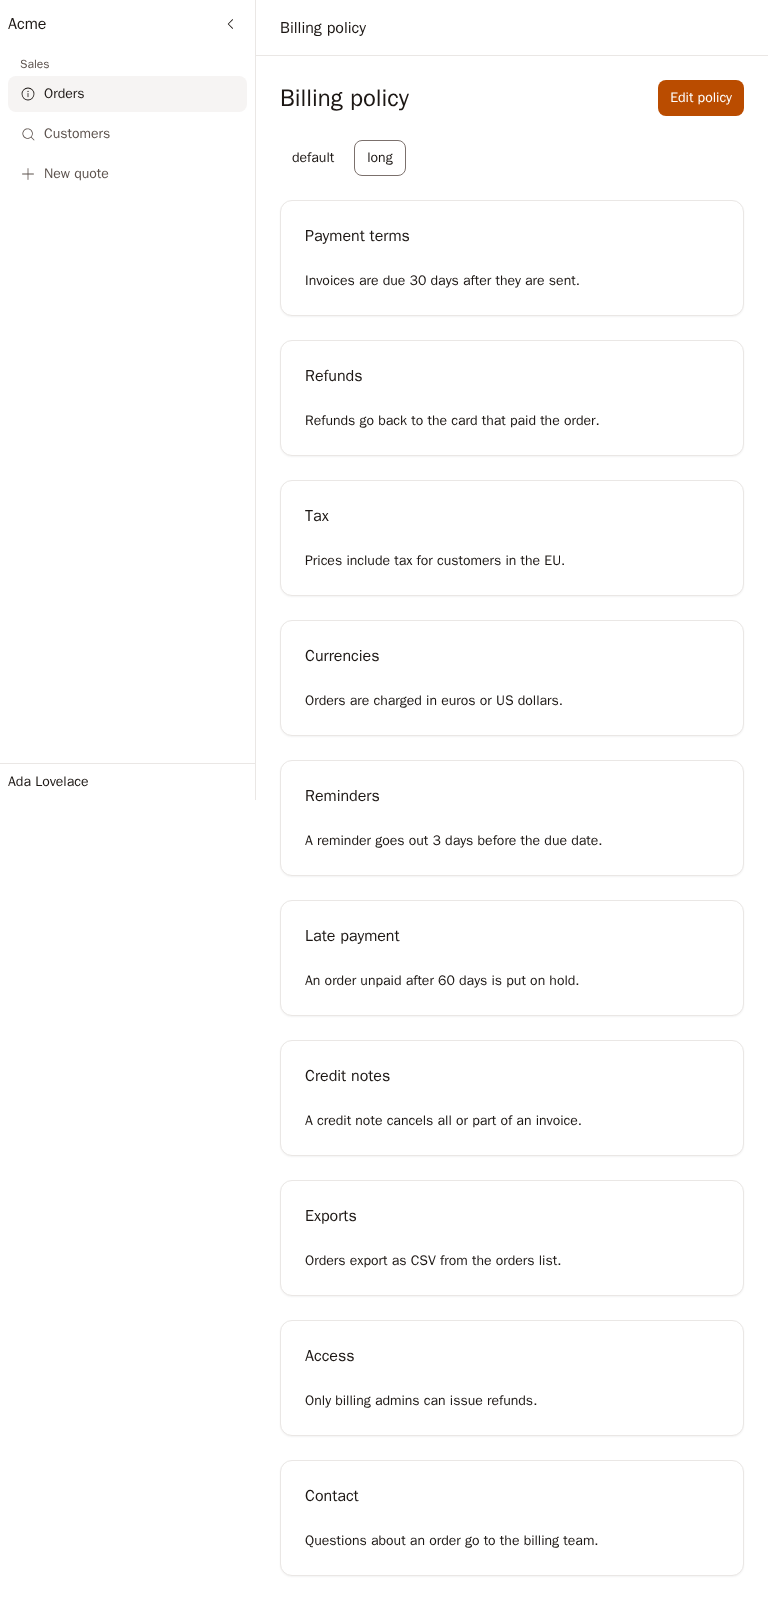 Acme
Sales
Orders
Customers
New quote
Ada Lovelace
Billing policy
Billing policy
Edit policy
default
long
Payment terms
Invoices are due 30 days after they are sent.
Refunds
Refunds go back to the card that paid the order.
Tax
Prices include tax for customers in the EU.
Currencies
Orders are charged in euros or US dollars.
Reminders
A reminder goes out 3 days before the due date.
Late payment
An order unpaid after 60 days is put on hold.
Credit notes
A credit note cancels all or part of an invoice.
Exports
Orders export as CSV from the orders list.
Access
Only billing admins can issue refunds.
Contact
Questions about an order go to the billing team.